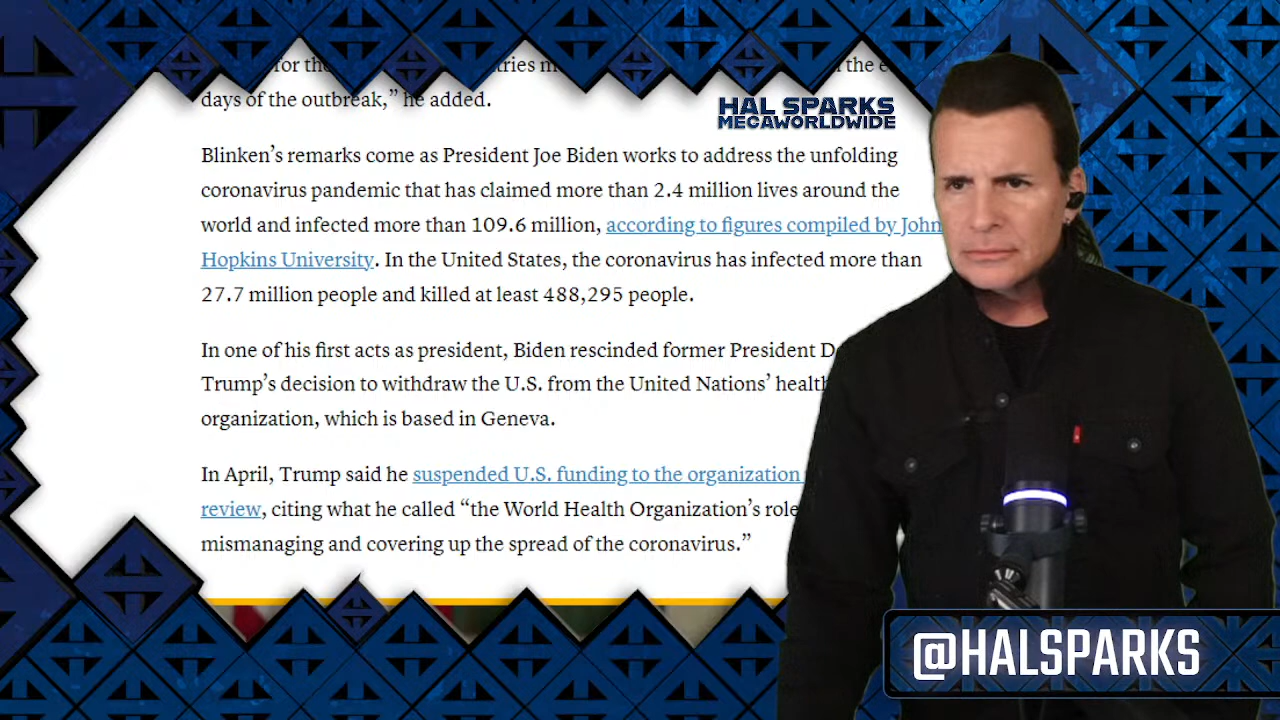 for the
days of the outbreak,” he added.
HAL SPARKS
MEGAWORLDWIDE
Blinken’s remarks come as President Joe Biden works to address the unfolding
coronavirus pandemic that has claimed more than 2.4 million lives around the
world and infected more than 109.6 million, according to figures compiled by John
Hopkins University. In the United States, the coronavirus has infected more than
27.7 million people and killed at least 488,295 people.
In one of his first acts as president, Biden rescinded former President
Trump’s decision to withdraw the U.S. from the United Nations’ health
organization, which is based in Geneva.
In April, Trump said he suspended U.S. funding to the organization
review, citing what he called “the World Health Organization’s role
mismanaging and covering up the spread of the coronavirus.”
@HALSPARKS